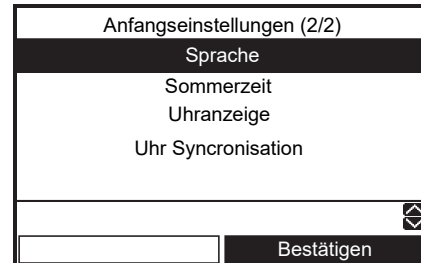 Anfangseinstellungen (2/2)
Sprache
Sommerzeit
Uhranzeige
Uhr Syncronisation
Bestätigen